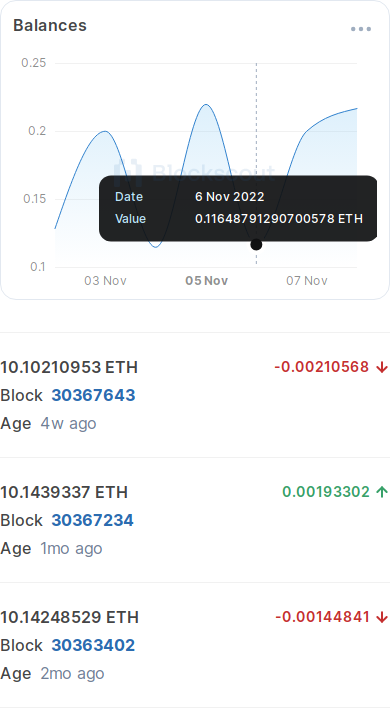 Balances
0.25
0.2
Blockscout
0.15
Date 6 Nov 2022
Value 0.11648791290700578 ETH
0.1
03 Nov 05 Nov 07 Nov
10.10210953 ETH -0.00210568
Block 30367643
Age 4w ago
10.1439337 ETH 0.00193302
Block 30367234
Age 1mo ago
10.14248529 ETH -0.00144841
Block 30363402
Age 2mo ago